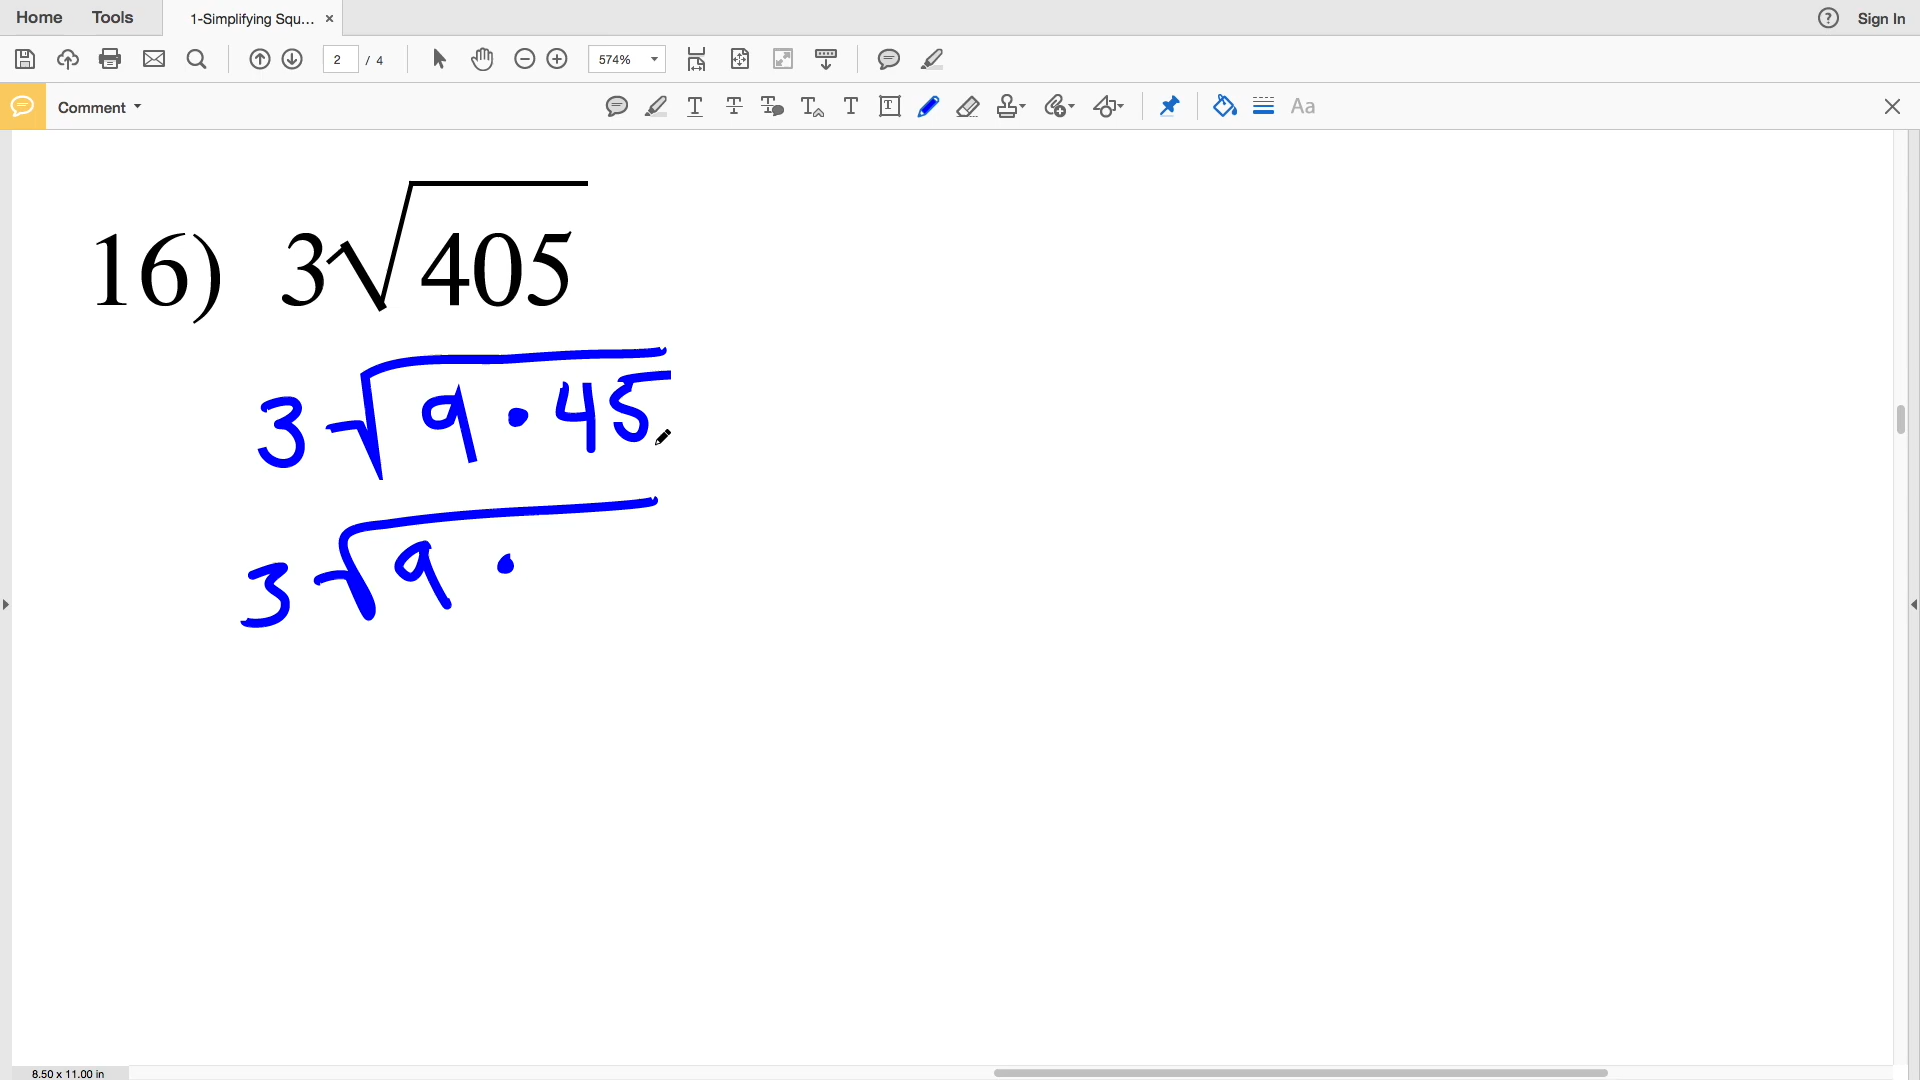 Home Tools 1-Simplifying Squ... × ? Sign In
2 / 4 574%
Comment T T T T T T Aa
16) 3√405
3√9 · 45
3√9 ·
8.50 x 11.00 in